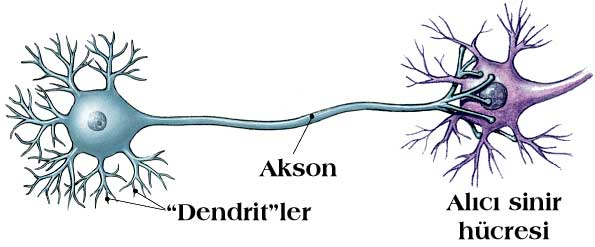 Akson
“Dendrit”ler
Alıcı sinir
hücresi